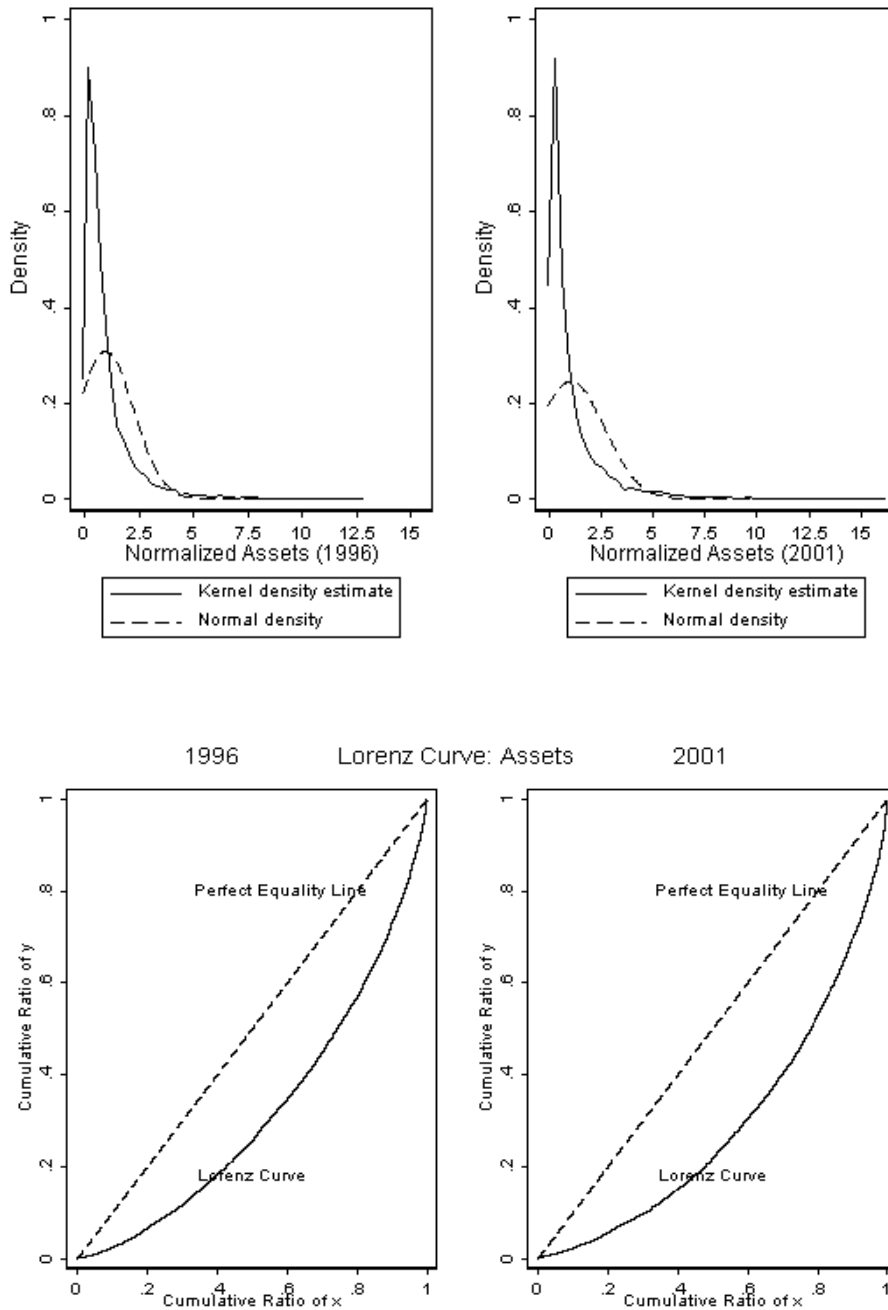 1
.8
.6
.4
.2
0
Density
0 2.5 5 7.5 10 12.5 15
Normalized Assets (1996)
Kernel density estimate
Normal density
1
.8
.6
.4
.2
0
Density
0 2.5 5 7.5 10 12.5 15
Normalized Assets (2001)
Kernel density estimate
Normal density
1996 Lorenz Curve: Assets 2001
1
.8
.6
.4
.2
0
Cumulative Ratio of y
Perfect Equality Line
Lorenz Curve
0 .2 .4 .6 .8 1
Cumulative Ratio of x
1
.8
.6
.4
.2
0
Cumulative Ratio of y
Perfect Equality Line
Lorenz Curve
0 .2 .4 .6 .8 1
Cumulative Ratio of x